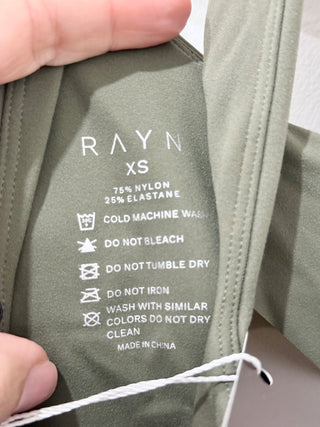 RAYN
XS
75% NYLON
25% ELASTANE
COLD MACHINE WASH
DO NOT BLEACH
DO NOT TUMBLE DRY
DO NOT IRON
WASH WITH SIMILAR
COLORS DO NOT DRY
CLEAN
MADE IN CHINA